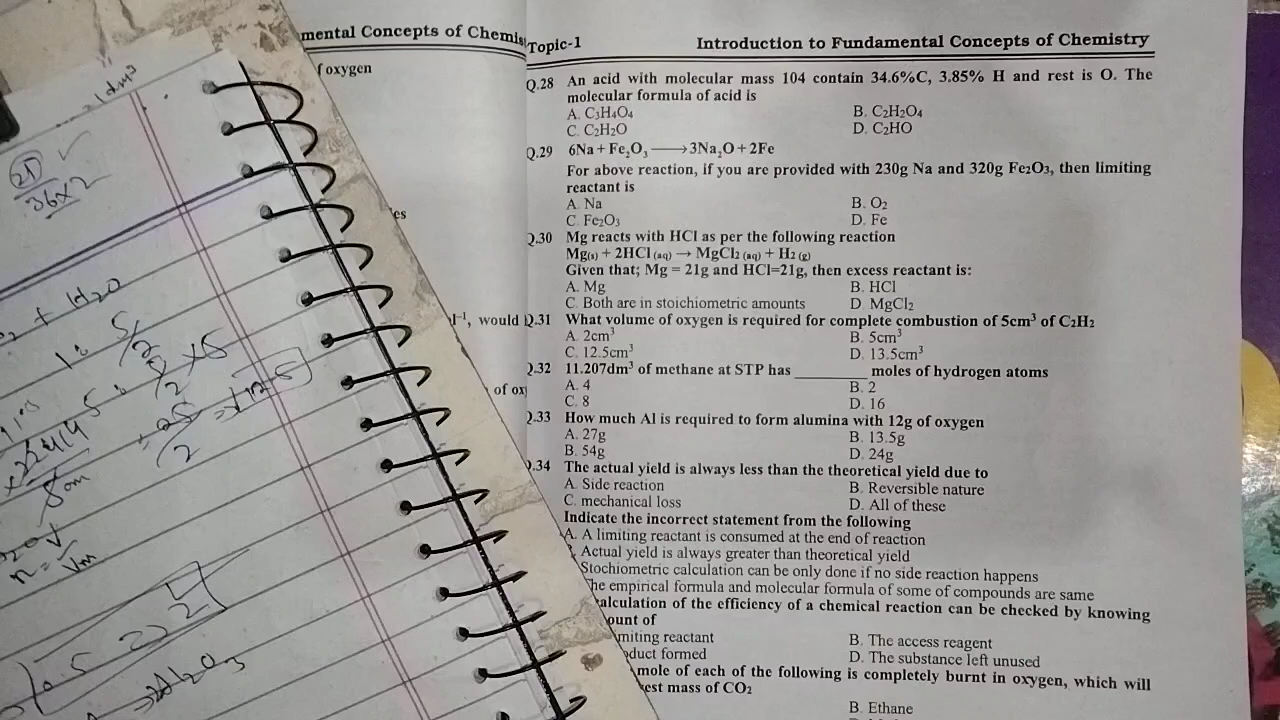 mental Concepts of Chemis
f oxygen
l⁻¹, would
of ox
1dm³
25
36x2
+ H2O
5/2
n = V/Vm
Topic-1 Introduction to Fundamental Concepts of Chemistry
Q.28 An acid with molecular mass 104 contain 34.6%C, 3.85% H and rest is O. The
molecular formula of acid is
A. C₃H₄O₄ B. C₂H₂O₄
C. C₂H₂O D. C₂HO
Q.29 6Na + Fe₂O₃ ⟶ 3Na₂O + 2Fe
For above reaction, if you are provided with 230g Na and 320g Fe₂O₃, then limiting
reactant is
A. Na B. O₂
C. Fe₂O₃ D. Fe
Q.30 Mg reacts with HCl as per the following reaction
Mg(s) + 2HCl (aq) → MgCl₂ (aq) + H₂ (g)
Given that; Mg = 21g and HCl=21g, then excess reactant is:
A. Mg B. HCl
C. Both are in stoichiometric amounts D. MgCl₂
Q.31 What volume of oxygen is required for complete combustion of 5cm³ of C₂H₂
A. 2cm³ B. 5cm³
C. 12.5cm³ D. 13.5cm³
Q.32 11.207dm³ of methane at STP has ________ moles of hydrogen atoms
A. 4 B. 2
C. 8 D. 16
Q.33 How much Al is required to form alumina with 12g of oxygen
A. 27g B. 13.5g
B. 54g D. 24g
Q.34 The actual yield is always less than the theoretical yield due to
A. Side reaction B. Reversible nature
C. mechanical loss D. All of these
Indicate the incorrect statement from the following
A. A limiting reactant is consumed at the end of reaction
Actual yield is always greater than theoretical yield
Stochiometric calculation can be only done if no side reaction happens
he empirical formula and molecular formula of some of compounds are same
alculation of the efficiency of a chemical reaction can be checked by knowing
ount of
miting reactant B. The access reagent
duct formed D. The substance left unused
mole of each of the following is completely burnt in oxygen, which will
est mass of CO₂
B. Ethane